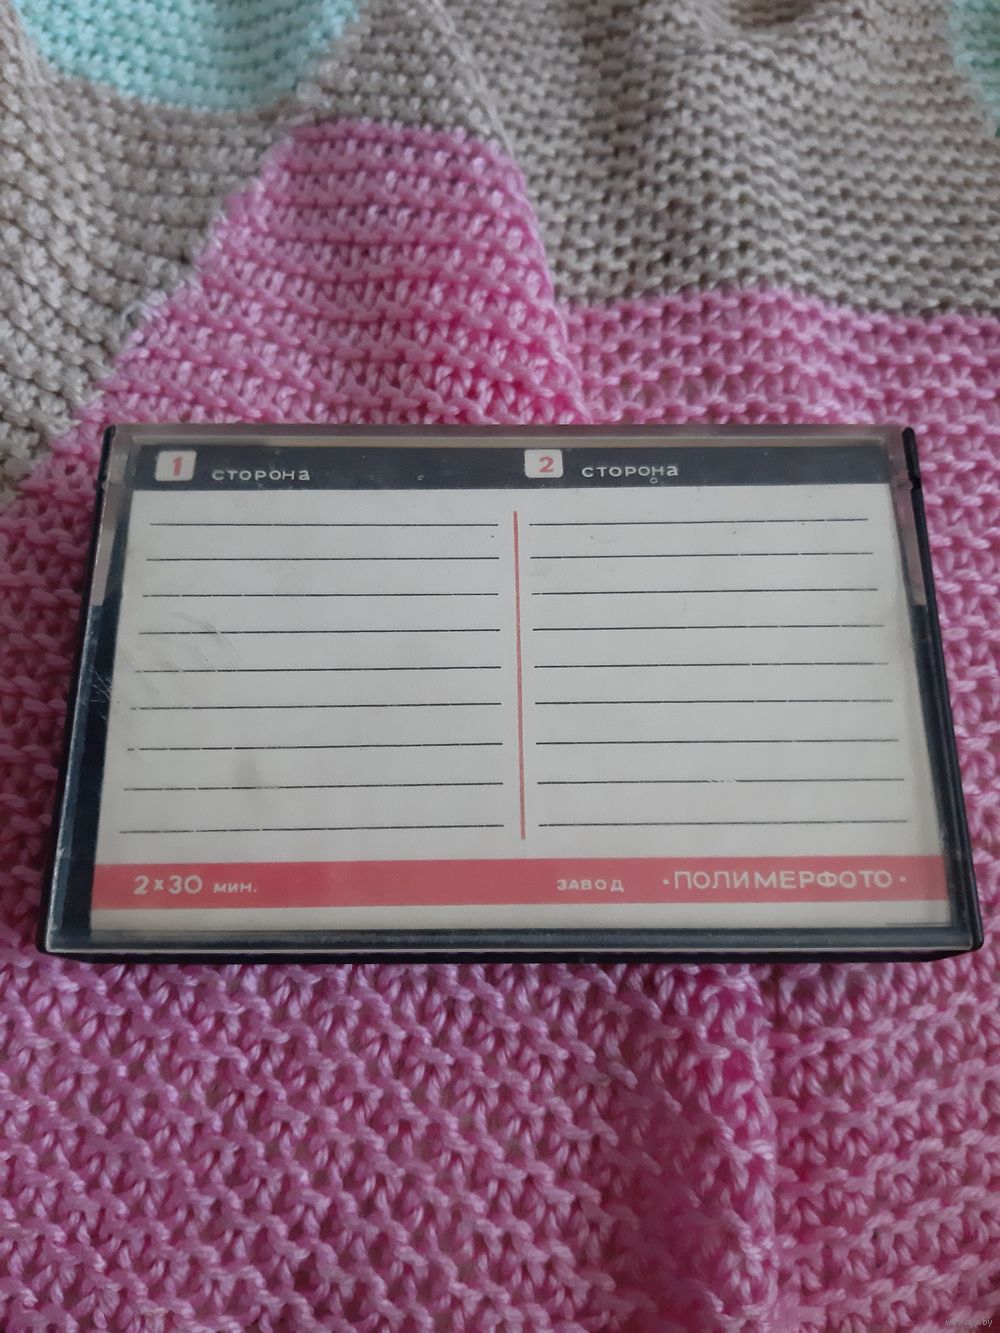 1 сторона
2 сторона
2×30 мин.
завод •ПОЛИМЕРФОТО•